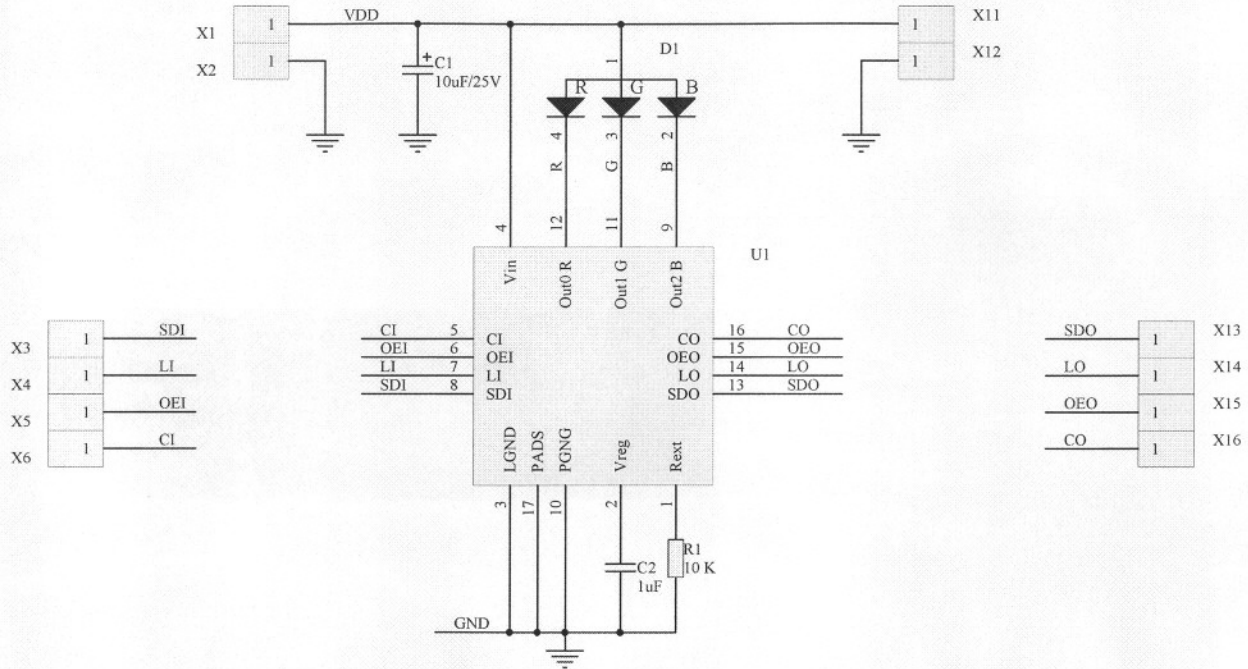 X1
1
VDD
X2
1
C1
10uF/25V
D1
1
R
G
B
4
3
2
R
G
B
1
X11
1
X12
4
12
11
9
U1
Vin
Out0 R
Out1 G
Out2 B
X3
1
SDI
X4
1
LI
X5
1
OEI
X6
1
CI
CI
5
CI
OEI
6
OEI
LI
7
LI
SDI
8
SDI
CO
16
CO
OEO
15
OEO
LO
14
LO
SDO
13
SDO
SDO
1
X13
LO
1
X14
OEO
1
X15
CO
1
X16
LGND
PADS
PGNG
Vreg
Rext
3
17
10
2
1
C2
1uF
R1
10 K
GND